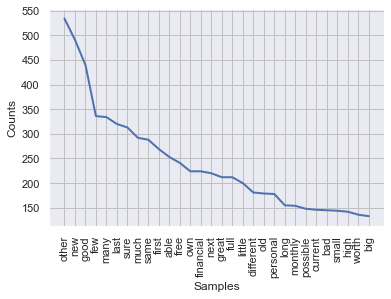 550
500
450
400
350
300
250
200
150
Counts
other
new
good
few
many
last
sure
much
same
first
able
free
own
financial
next
great
full
little
different
old
personal
long
monthly
possible
current
bad
small
high
worth
big
Samples